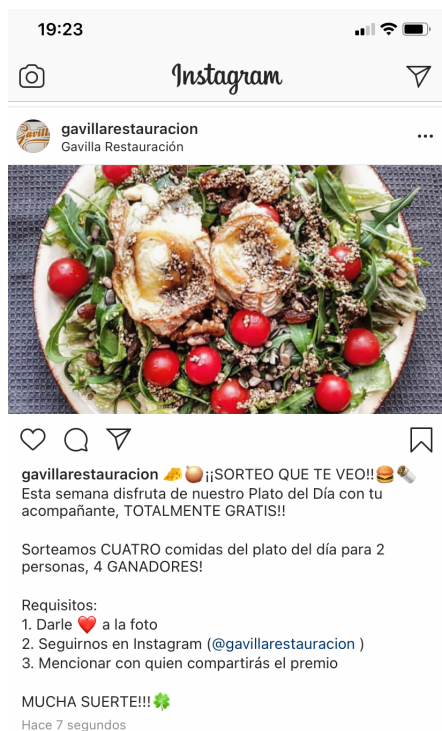 19:23
Instagram
Gavilla
gavillarestauracion
Gavilla Restauración
gavillarestauracion 🧀🧆¡¡SORTEO QUE TE VEO!!🍔🌯
Esta semana disfruta de nuestro Plato del Día con tu
acompañante, TOTALMENTE GRATIS!!
Sorteamos CUATRO comidas del plato del día para 2
personas, 4 GANADORES!
Requisitos:
1. Darle ❤️ a la foto
2. Seguirnos en Instagram (@gavillarestauracion )
3. Mencionar con quien compartirás el premio
MUCHA SUERTE!!!🍀
Hace 7 segundos